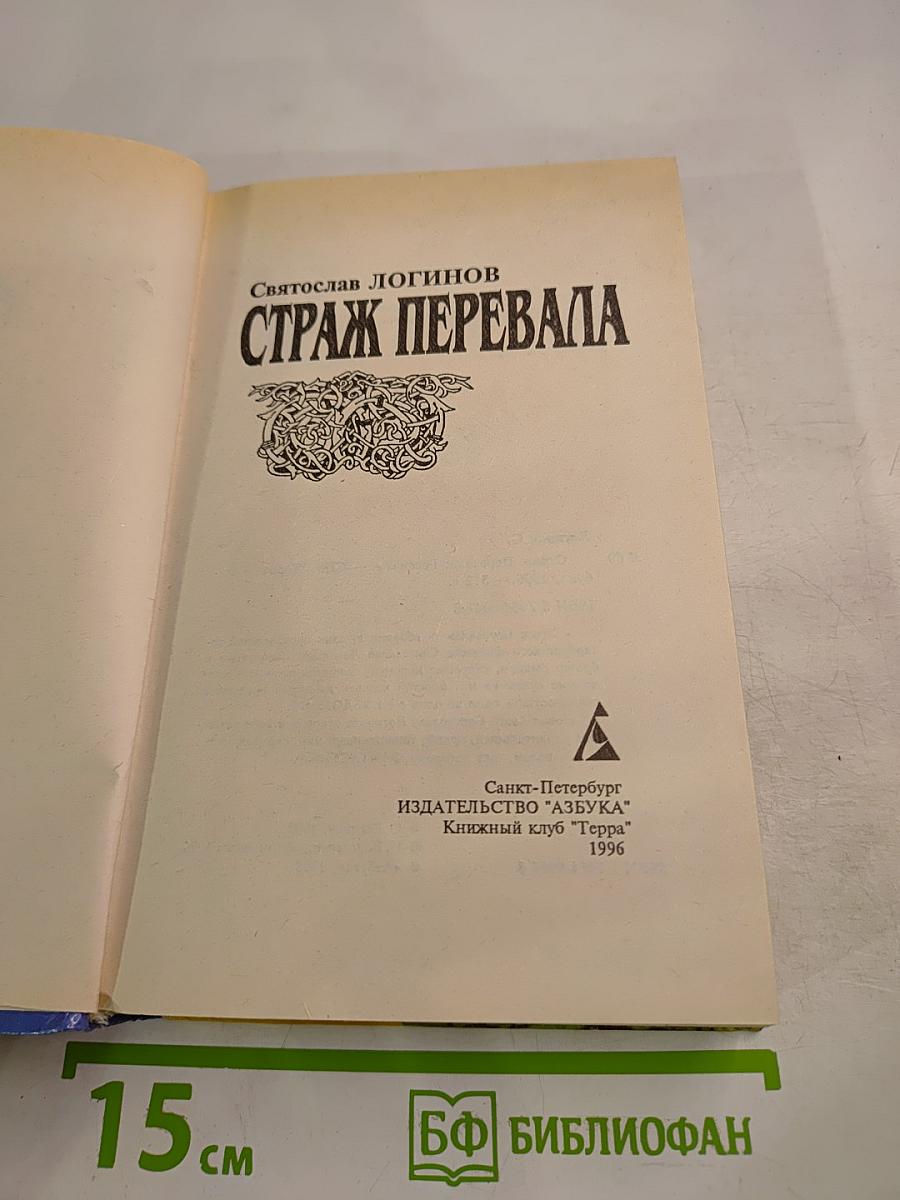 Святослав ЛОГИНОВ
СТРАЖ ПЕРЕВАЛА
Санкт-Петербург
ИЗДАТЕЛЬСТВО "АЗБУКА"
Книжный клуб "Терра"
1996
15 см
БФ БИБЛИОФАН